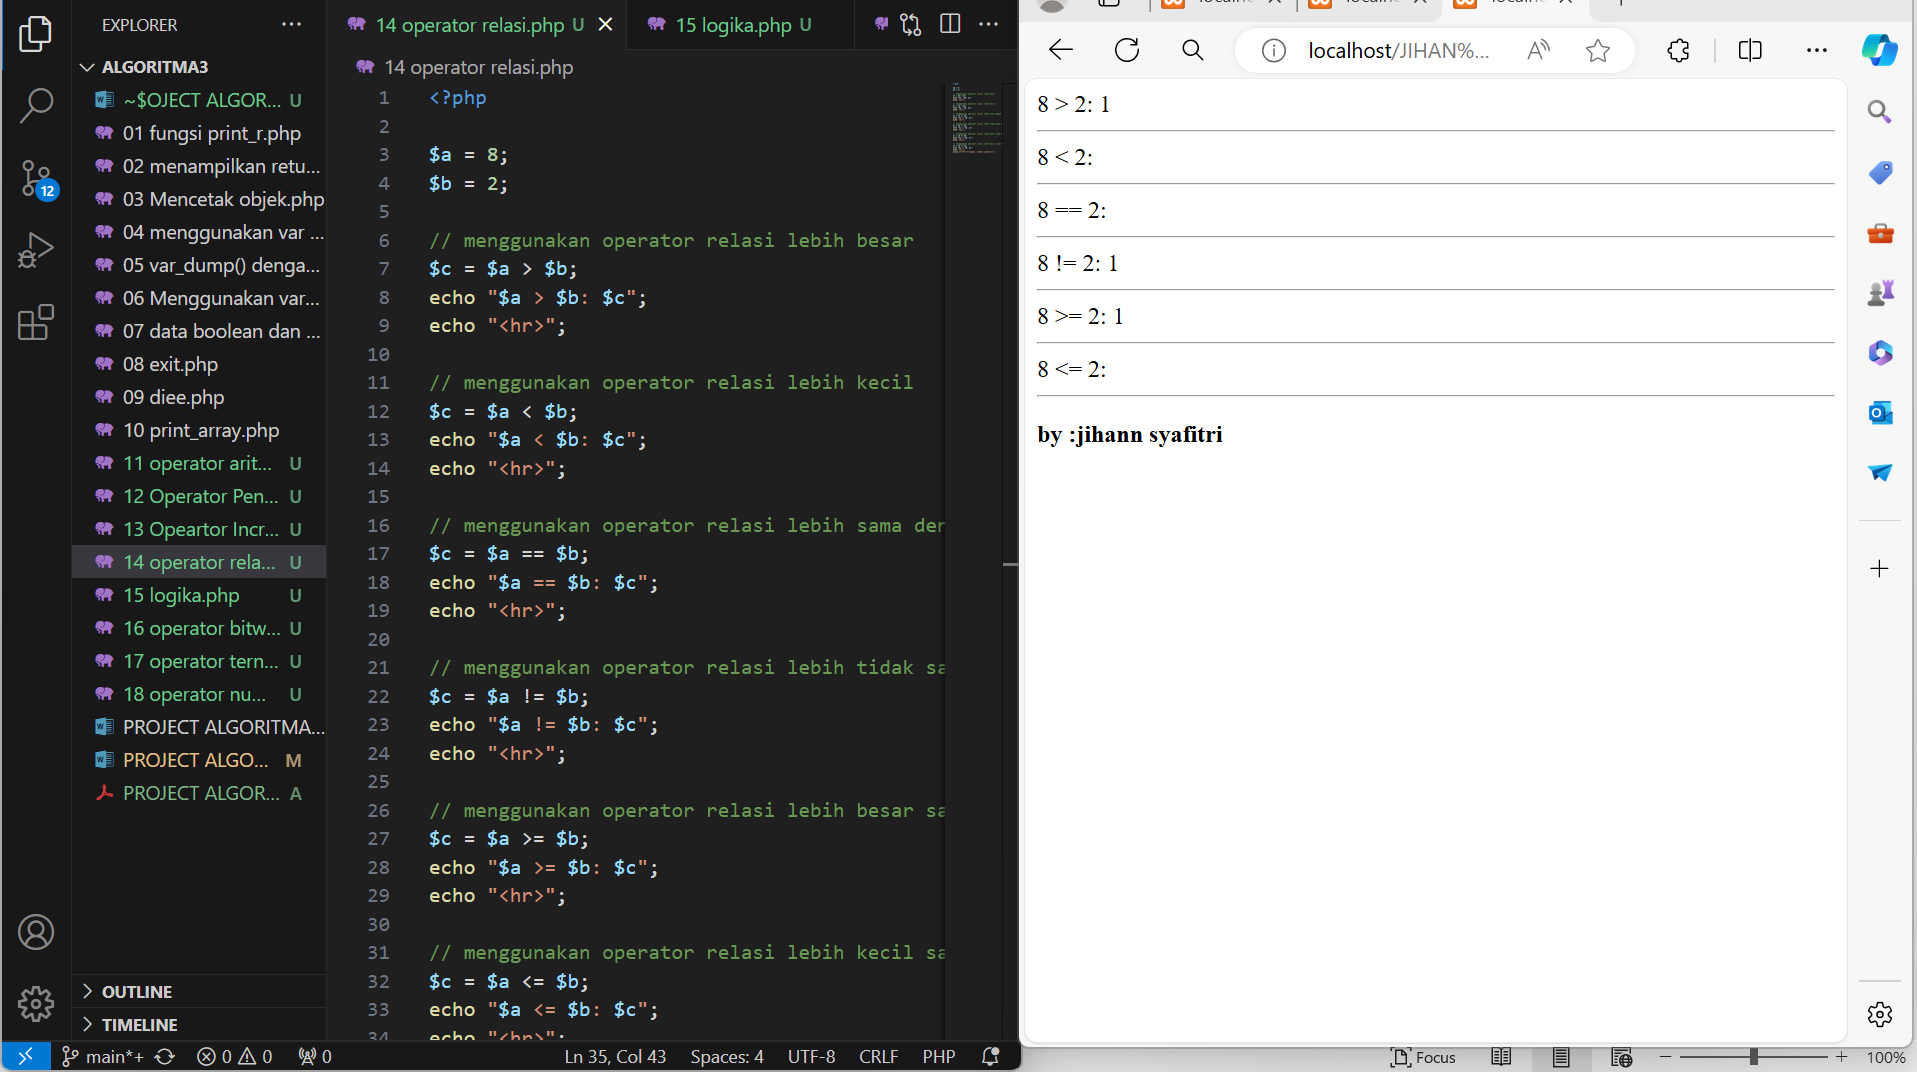 EXPLORER
ALGORITMA3
~$OJECT ALGOR... U
01 fungsi print_r.php
02 menampilkan retu...
03 Mencetak objek.php
04 menggunakan var ...
05 var_dump() denga...
06 Menggunakan var...
07 data boolean dan ...
08 exit.php
09 diee.php
10 print_array.php
11 operator arit... U
12 Operator Pen... U
13 Opeartor Incr... U
14 operator rela... U
15 logika.php U
16 operator bitw... U
17 operator tern... U
18 operator nu... U
PROJECT ALGORITMA...
PROJECT ALGO... M
PROJECT ALGOR... A
OUTLINE
TIMELINE
12
14 operator relasi.php U
15 logika.php U
14 operator relasi.php
1 <?php
2
3 $a = 8;
4 $b = 2;
5
6 // menggunakan operator relasi lebih besar
7 $c = $a > $b;
8 echo "$a > $b: $c";
9 echo "<hr>";
10
11 // menggunakan operator relasi lebih kecil
12 $c = $a < $b;
13 echo "$a < $b: $c";
14 echo "<hr>";
15
16 // menggunakan operator relasi lebih sama der
17 $c = $a == $b;
18 echo "$a == $b: $c";
19 echo "<hr>";
20
21 // menggunakan operator relasi lebih tidak sa
22 $c = $a != $b;
23 echo "$a != $b: $c";
24 echo "<hr>";
25
26 // menggunakan operator relasi lebih besar sa
27 $c = $a >= $b;
28 echo "$a >= $b: $c";
29 echo "<hr>";
30
31 // menggunakan operator relasi lebih kecil sa
32 $c = $a <= $b;
33 echo "$a <= $b: $c";
34 echo "<hr>";
main*+ 0 0 0 Ln 35, Col 43 Spaces: 4 UTF-8 CRLF PHP
localhost/JIHAN%...
8 > 2: 1
8 < 2:
8 == 2:
8 != 2: 1
8 >= 2: 1
8 <= 2:
by :jihann syafitri
Focus 100%